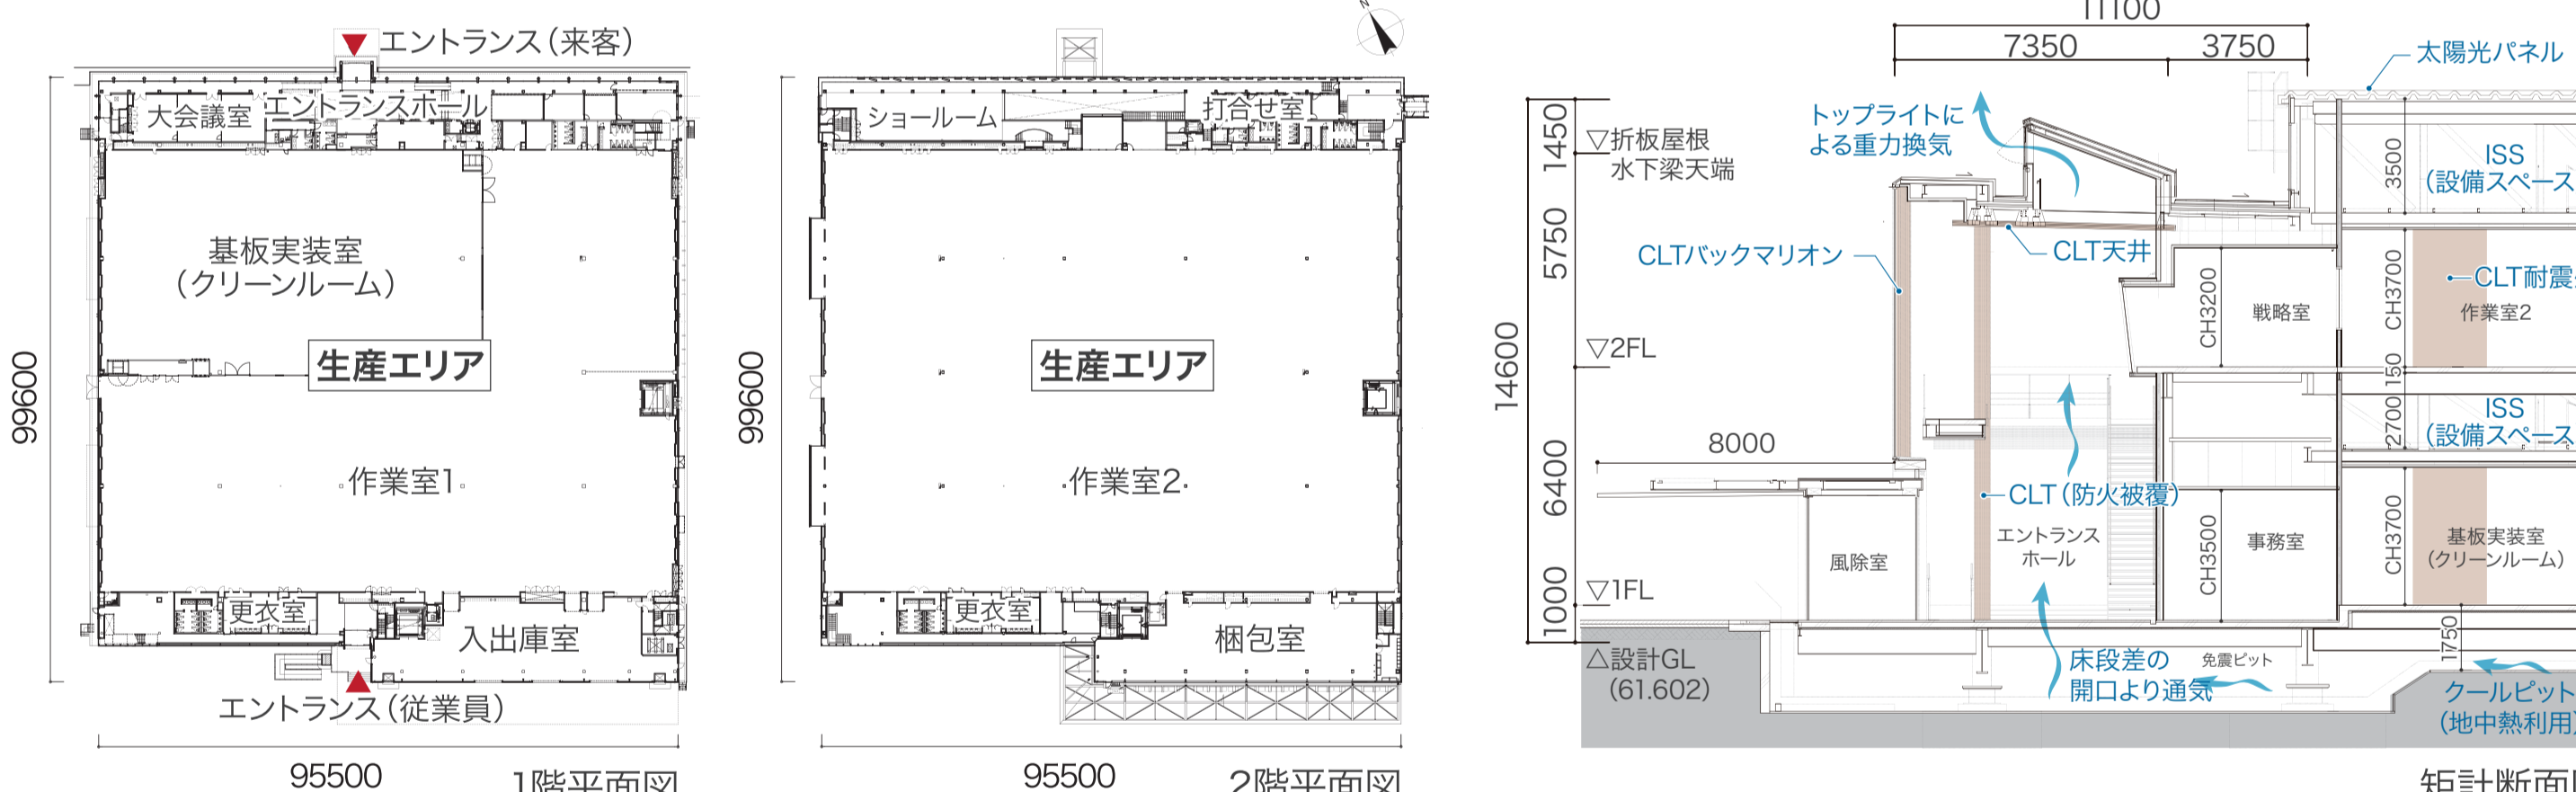 エントランス（来客）
大会議室
エントランスホール
基板実装室
（クリーンルーム）
生産エリア
99600
作業室1
更衣室
入出庫室
エントランス（従業員）
95500
1階平面図
N
ショールーム
打合せ室
生産エリア
99600
作業室2
更衣室
梱包室
95500
2階平面図
11100
7350
3750
太陽光パネル
トップライトに
よる重力換気
1450
▽折板屋根
水下梁天端
3500
ISS
（設備スペース
5750
CLTバックマリオン
CLT天井
CH3200
戦略室
CH3700
CLT耐震
作業室2
14600
▽2FL
150
8000
2700
ISS
（設備スペース
6400
CLT（防火被覆）
エントランス
ホール
風除室
CH3500
事務室
CH3700
基板実装室
（クリーンルーム）
▽1FL
1000
1750
△設計GL
（61.602）
床段差の
開口より通気
免震ピット
クールピット
（地中熱利用）
矩計断面図